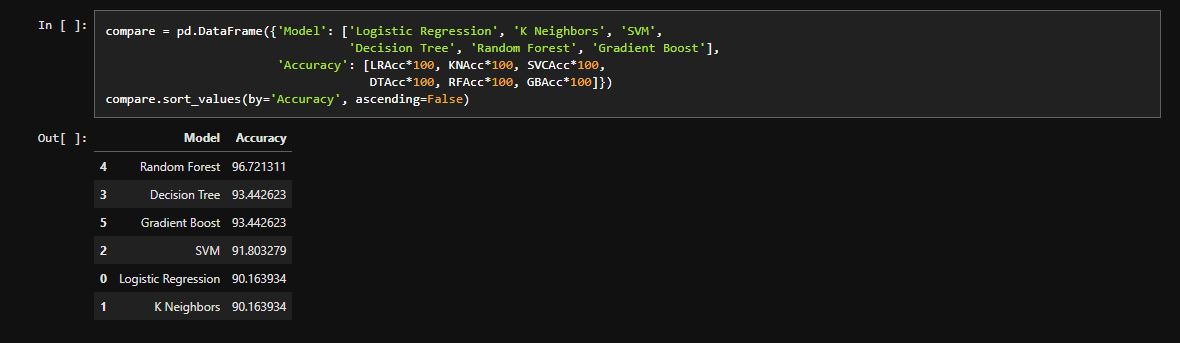 In [ ]:
compare = pd.DataFrame({'Model': ['Logistic Regression', 'K Neighbors', 'SVM',
'Decision Tree', 'Random Forest', 'Gradient Boost'],
'Accuracy': [LRAcc*100, KNAcc*100, SVCAcc*100,
DTAcc*100, RFAcc*100, GBAcc*100]})
compare.sort_values(by='Accuracy', ascending=False)
Out[ ]:
Model Accuracy
4 Random Forest 96.721311
3 Decision Tree 93.442623
5 Gradient Boost 93.442623
2 SVM 91.803279
0 Logistic Regression 90.163934
1 K Neighbors 90.163934